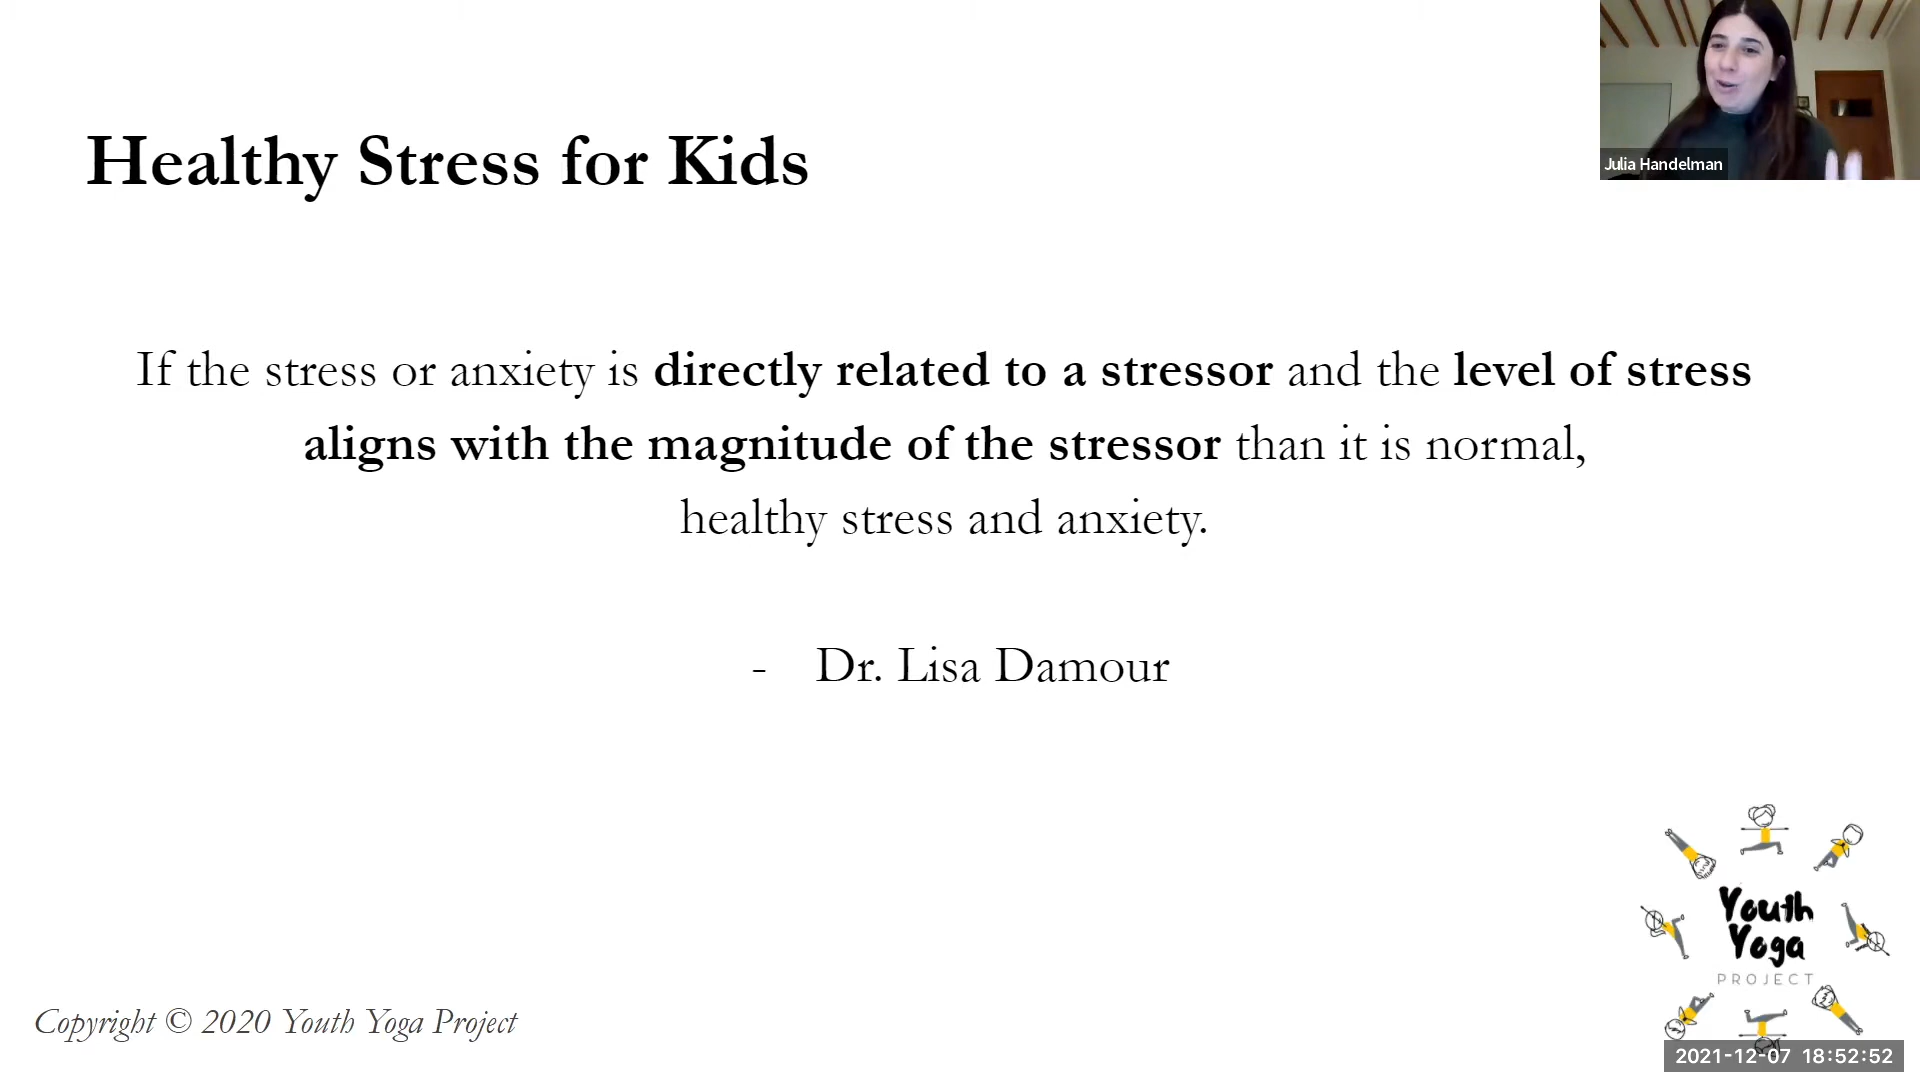 Julia Handelman
Healthy Stress for Kids
If the stress or anxiety is directly related to a stressor and the level of stress
aligns with the magnitude of the stressor than it is normal,
healthy stress and anxiety.
- Dr. Lisa Damour
Youth
Yoga
PROJECT
Copyright © 2020 Youth Yoga Project
2021-12-07 18:52:52